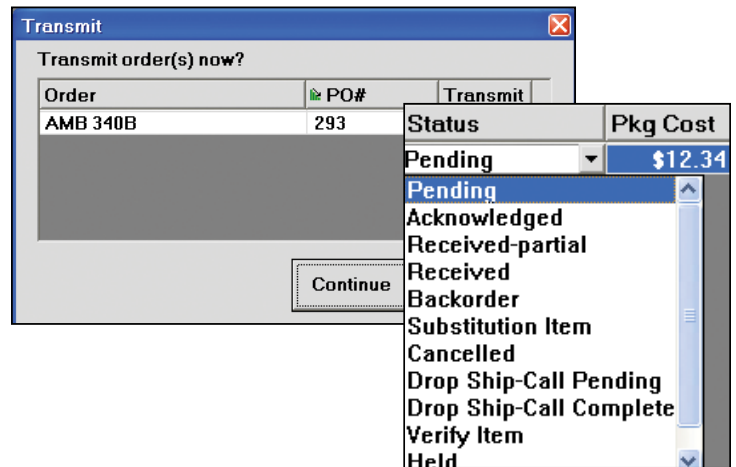 Transmit
Transmit order(s) now?
Order PO# Transmit
AMB 340B 293
Continue
Status Pkg Cost
Pending $12.34
Pending
Acknowledged
Received-partial
Received
Backorder
Substitution Item
Cancelled
Drop Ship-Call Pending
Drop Ship-Call Complete
Verify Item
Held